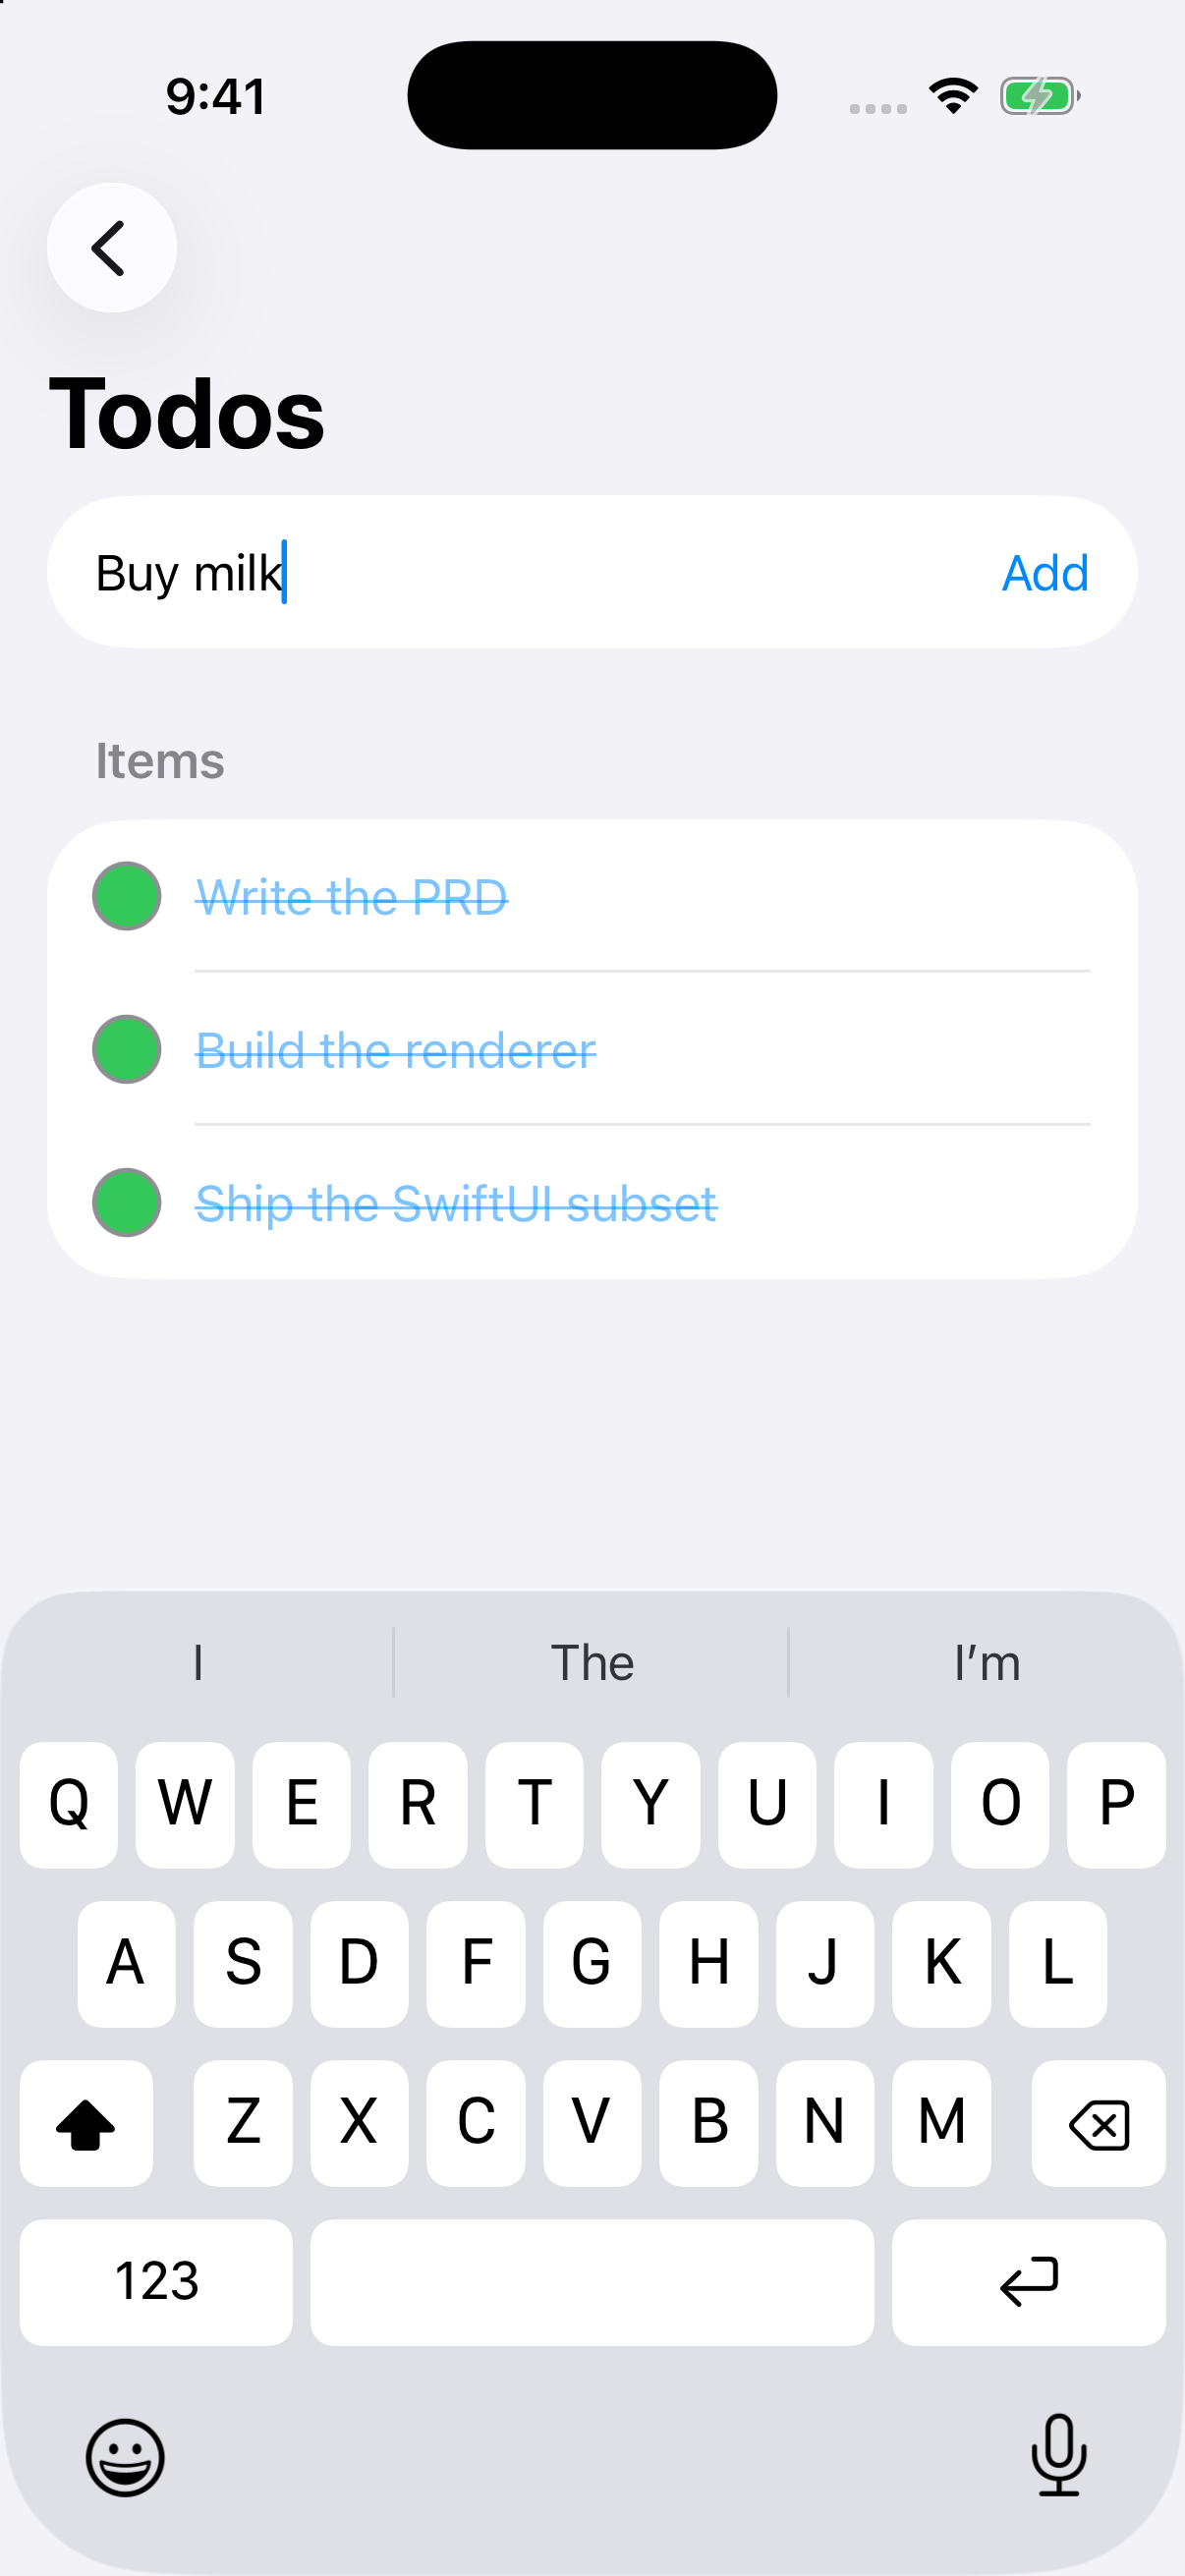 9:41
Todos
Buy milk Add
Items
Write the PRD
Build the renderer
Ship the SwiftUI subset
I The I’m
Q W E R T Y U I O P
A S D F G H J K L
Z X C V B N M
123